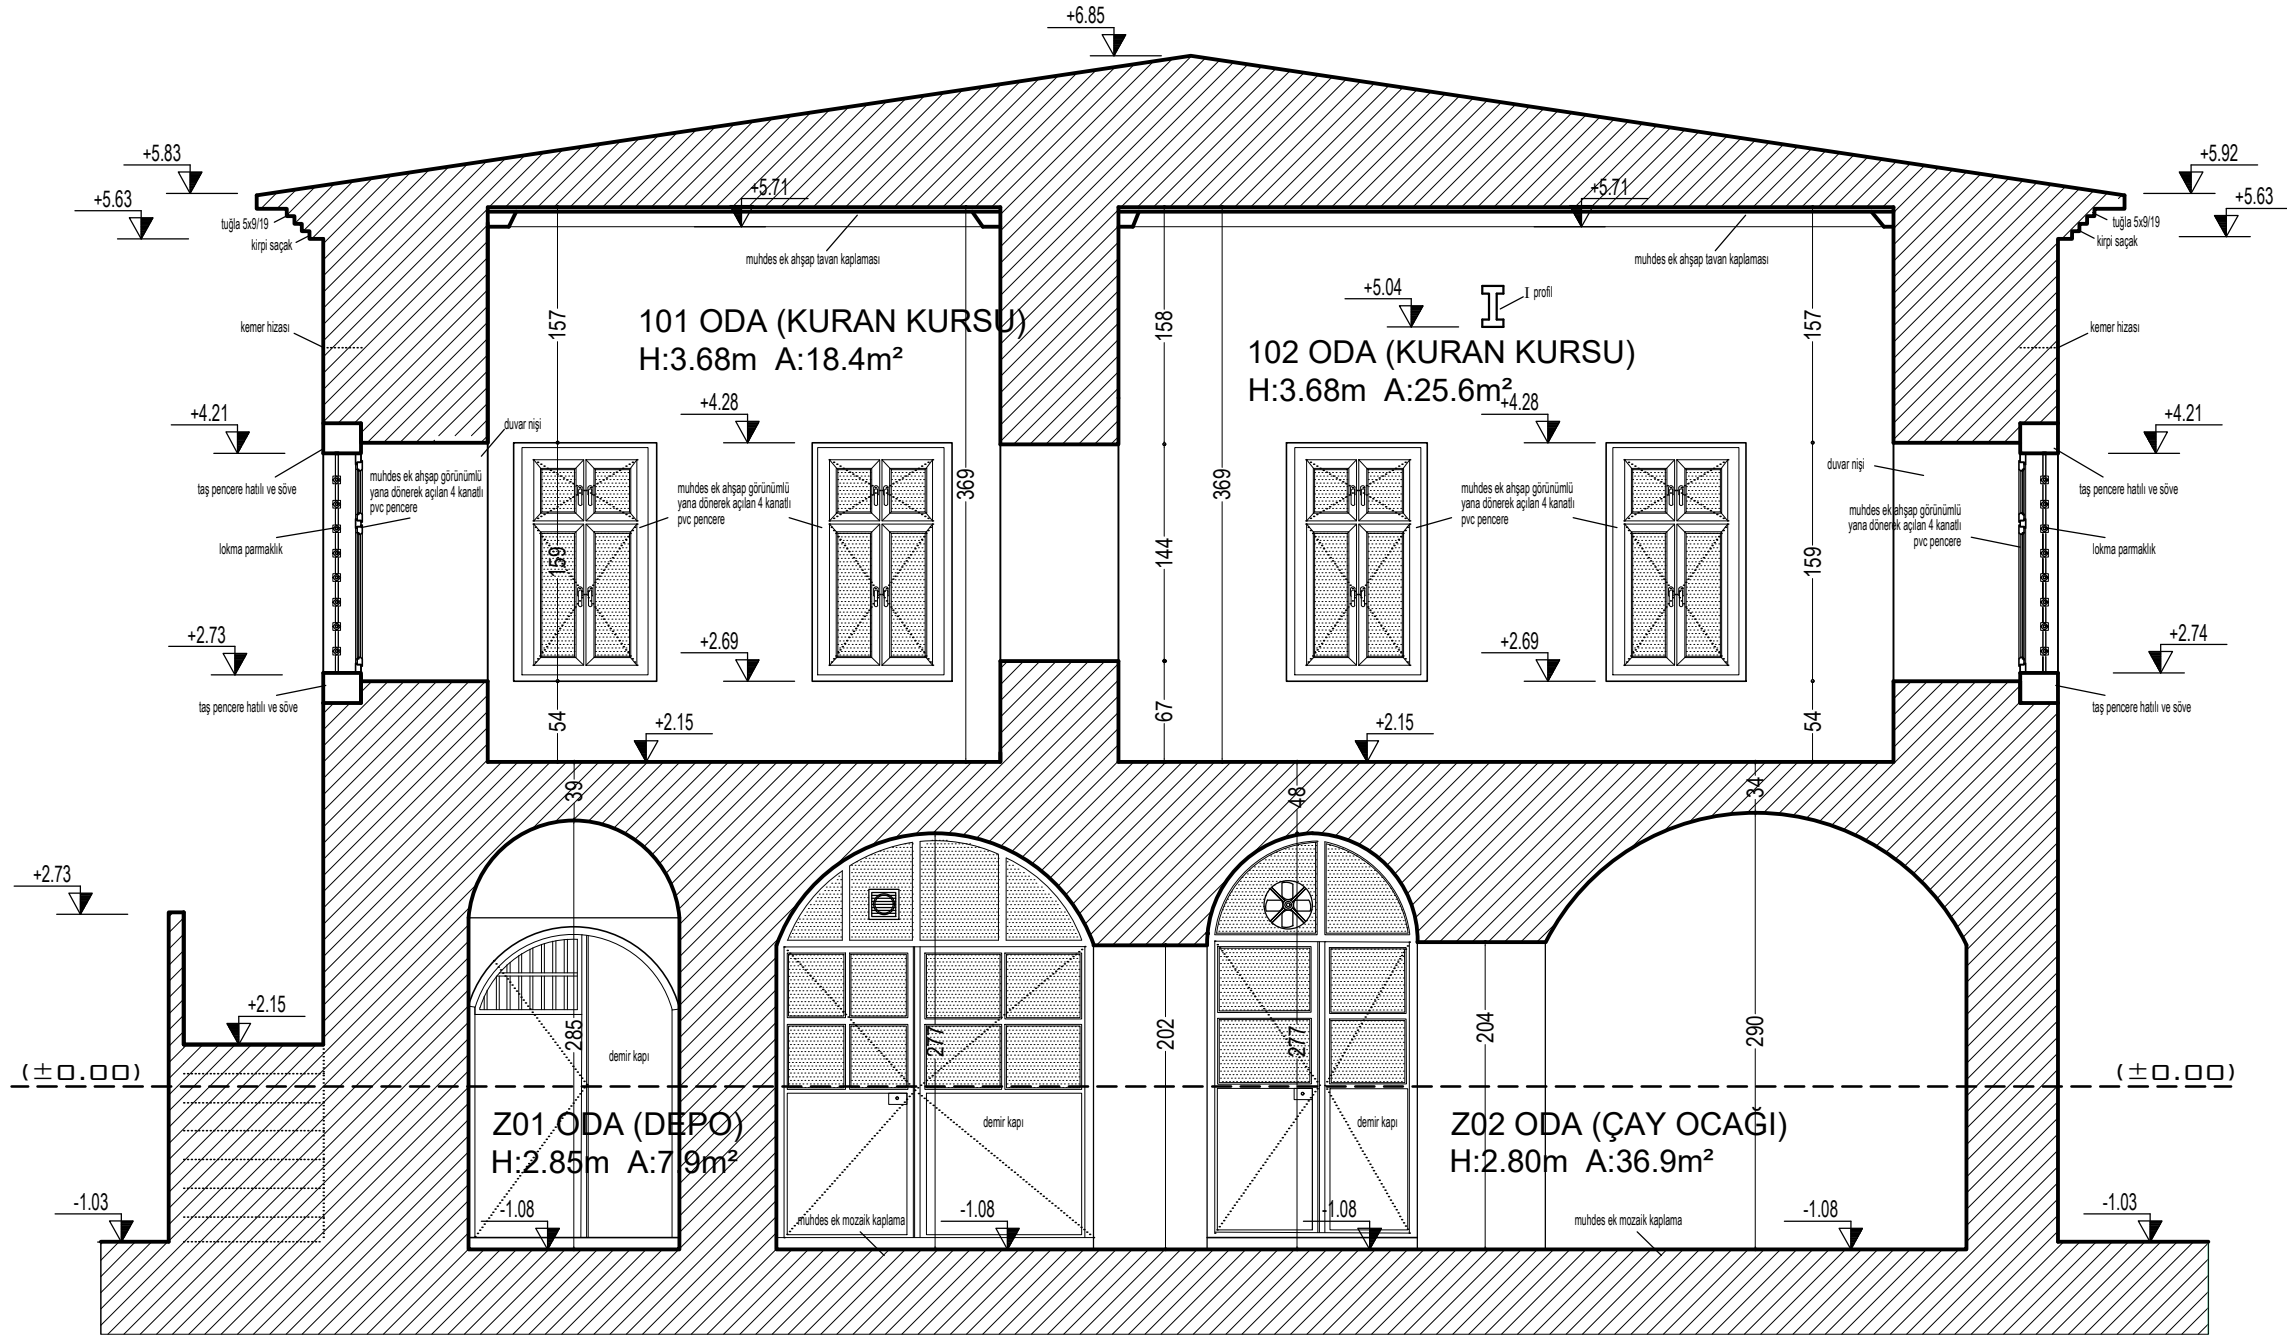 +6.85
+5.83
+5.92
+5.63
+5.63
+5.71
+5.71
tuğla 5x9/19
kirpi saçak
tuğla 5x9/19
kirpi saçak
muhdes ek ahşap tavan kaplaması
muhdes ek ahşap tavan kaplaması
+5.04
I profil
kemer hizası
157
101 ODA (KURAN KURSU)
H:3.68m A:18.4m²
158
102 ODA (KURAN KURSU)
H:3.68m A:25.6m²
157
kemer hizası
+4.21
+4.28
+4.28
+4.21
duvar nişi
duvar nişi
taş pencere hatılı ve söve
muhdes ek ahşap görünümlü
yana dönerek açılan 4 kanatlı
pvc pencere
muhdes ek ahşap görünümlü
yana dönerek açılan 4 kanatlı
pvc pencere
369
369
muhdes ek ahşap görünümlü
yana dönerek açılan 4 kanatlı
pvc pencere
muhdes ek ahşap görünümlü
yana dönerek açılan 4 kanatlı
pvc pencere
taş pencere hatılı ve söve
lokma parmaklık
159
144
159
lokma parmaklık
+2.73
+2.69
+2.69
+2.74
taş pencere hatılı ve söve
54
67
54
taş pencere hatılı ve söve
+2.15
+2.15
39
48
34
+2.73
+2.15
285
277
202
277
204
290
demir kapı
(±0.00)
(±0.00)
Z01 ODA (DEPO)
H:2.85m A:7.9m²
demir kapı
demir kapı
Z02 ODA (ÇAY OCAĞI)
H:2.80m A:36.9m²
-1.03
-1.08
-1.08
-1.08
-1.08
-1.03
muhdes ek mozaik kaplama
muhdes ek mozaik kaplama